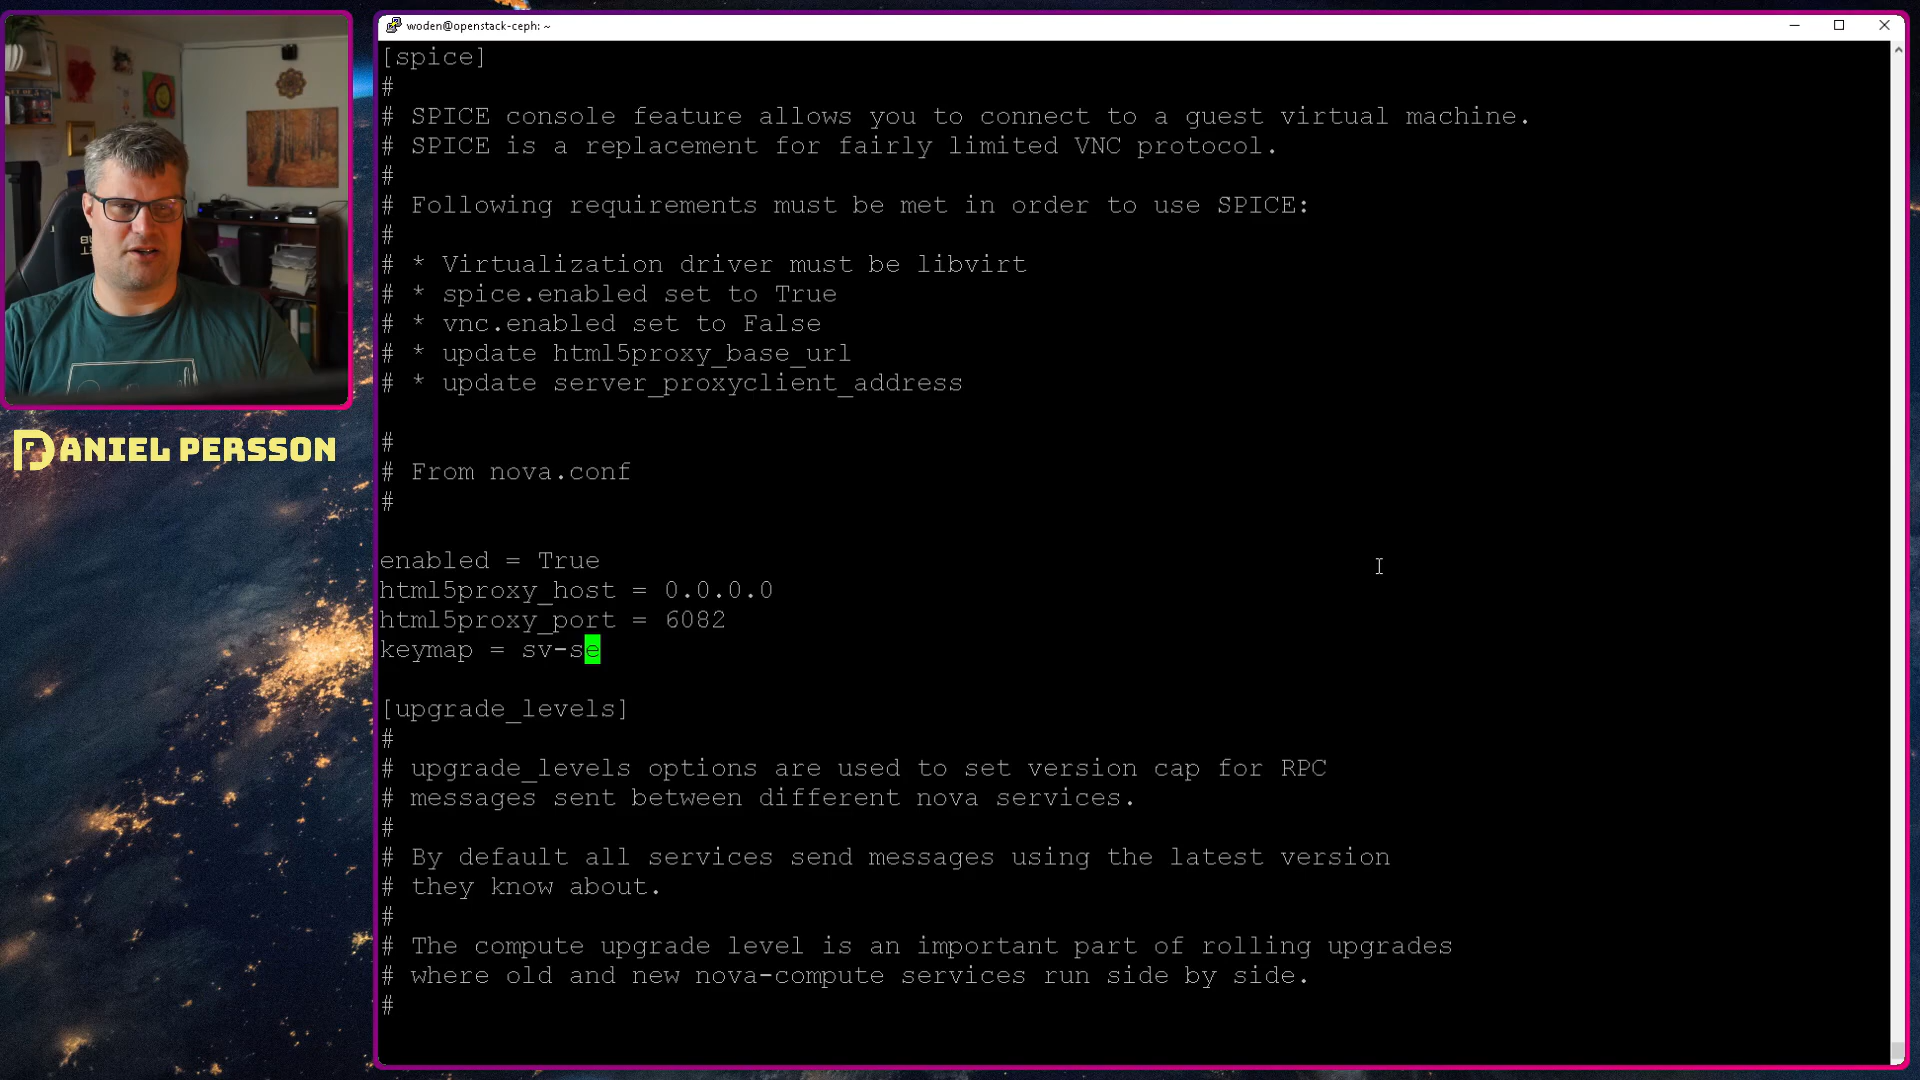 woden@openstack-ceph: ~
[spice]
#
# SPICE console feature allows you to connect to a guest virtual machine.
# SPICE is a replacement for fairly limited VNC protocol.
#
# Following requirements must be met in order to use SPICE:
#
# * Virtualization driver must be libvirt
# * spice.enabled set to True
# * vnc.enabled set to False
# * update html5proxy_base_url
# * update server_proxyclient_address
#
# From nova.conf
#
enabled = True
html5proxy_host = 0.0.0.0
html5proxy_port = 6082
keymap = sv-se
[upgrade_levels]
#
# upgrade_levels options are used to set version cap for RPC
# messages sent between different nova services.
#
# By default all services send messages using the latest version
# they know about.
#
# The compute upgrade level is an important part of rolling upgrades
# where old and new nova-compute services run side by side.
#
DANIEL PERSSON